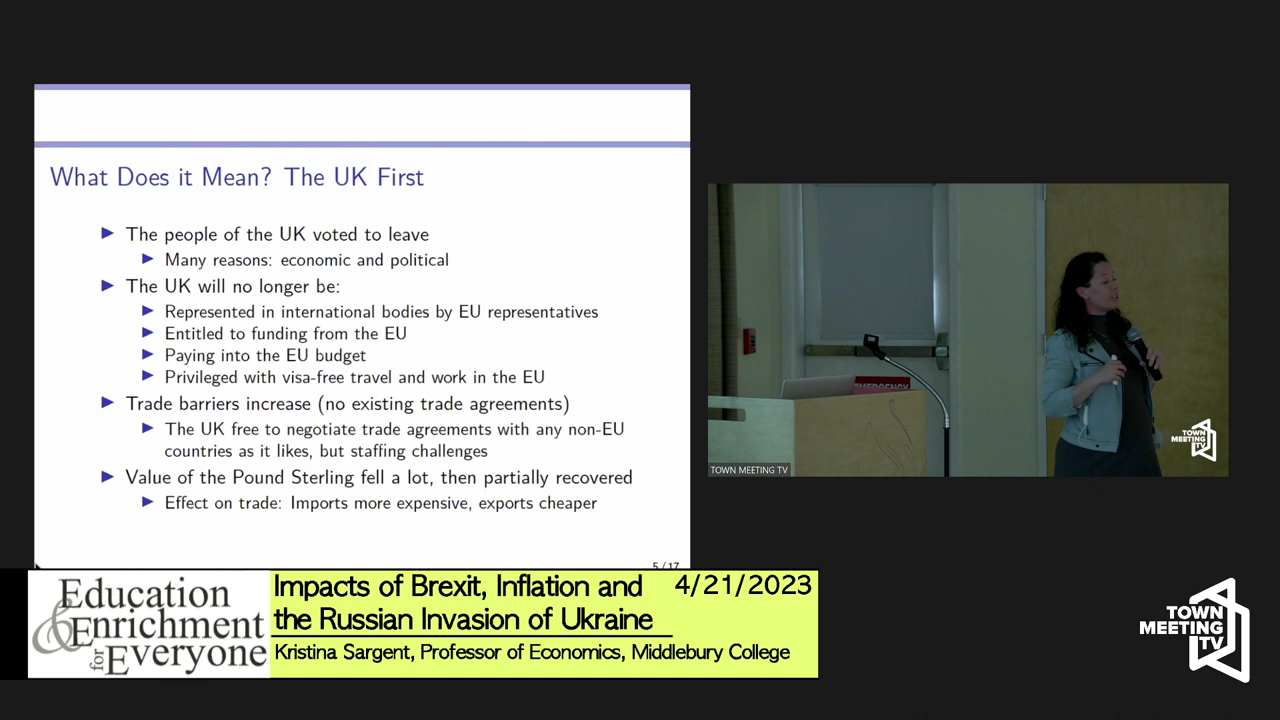 What Does it Mean? The UK First
The people of the UK voted to leave
Many reasons: economic and political
The UK will no longer be:
Represented in international bodies by EU representatives
Entitled to funding from the EU
Paying into the EU budget
Privileged with visa-free travel and work in the EU
Trade barriers increase (no existing trade agreements)
The UK free to negotiate trade agreements with any non-EU
countries as it likes, but staffing challenges
Value of the Pound Sterling fell a lot, then partially recovered
Effect on trade: Imports more expensive, exports cheaper
5 / 17
EMERGENCY
TOWN
MEETING
TV
TOWN MEETING TV
Education
& Enrichment
for Everyone
Impacts of Brexit, Inflation and 4/21/2023
the Russian Invasion of Ukraine
Kristina Sargent, Professor of Economics, Middlebury College
TOWN
MEETING
TV